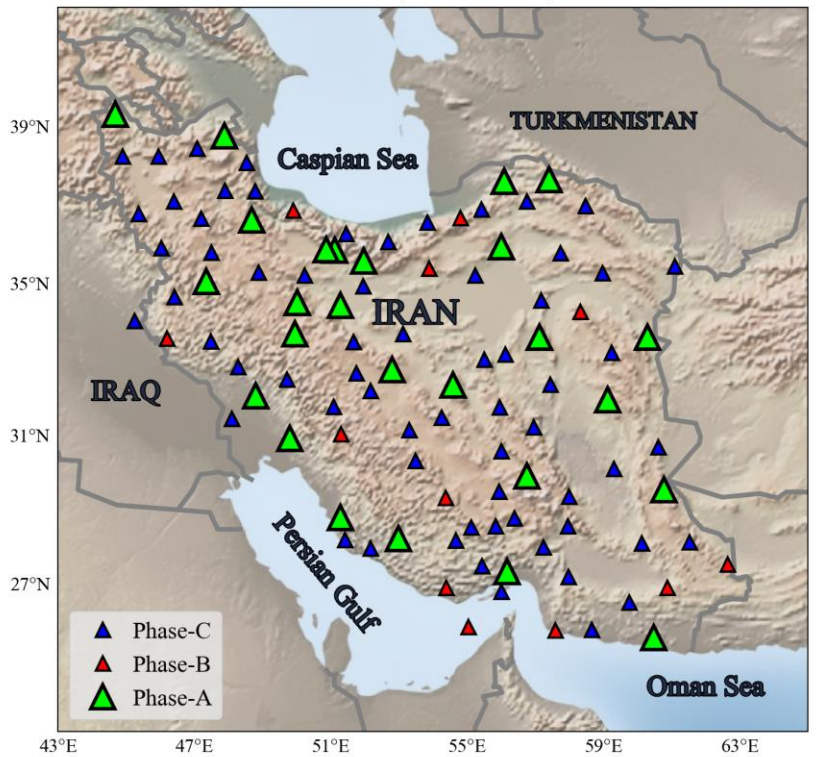 39°N
TURKMENISTAN
Caspian Sea
35°N
IRAN
IRAQ
31°N
Persian Gulf
27°N
Phase-C
Phase-B
Phase-A
Oman Sea
43°E 47°E 51°E 55°E 59°E 63°E